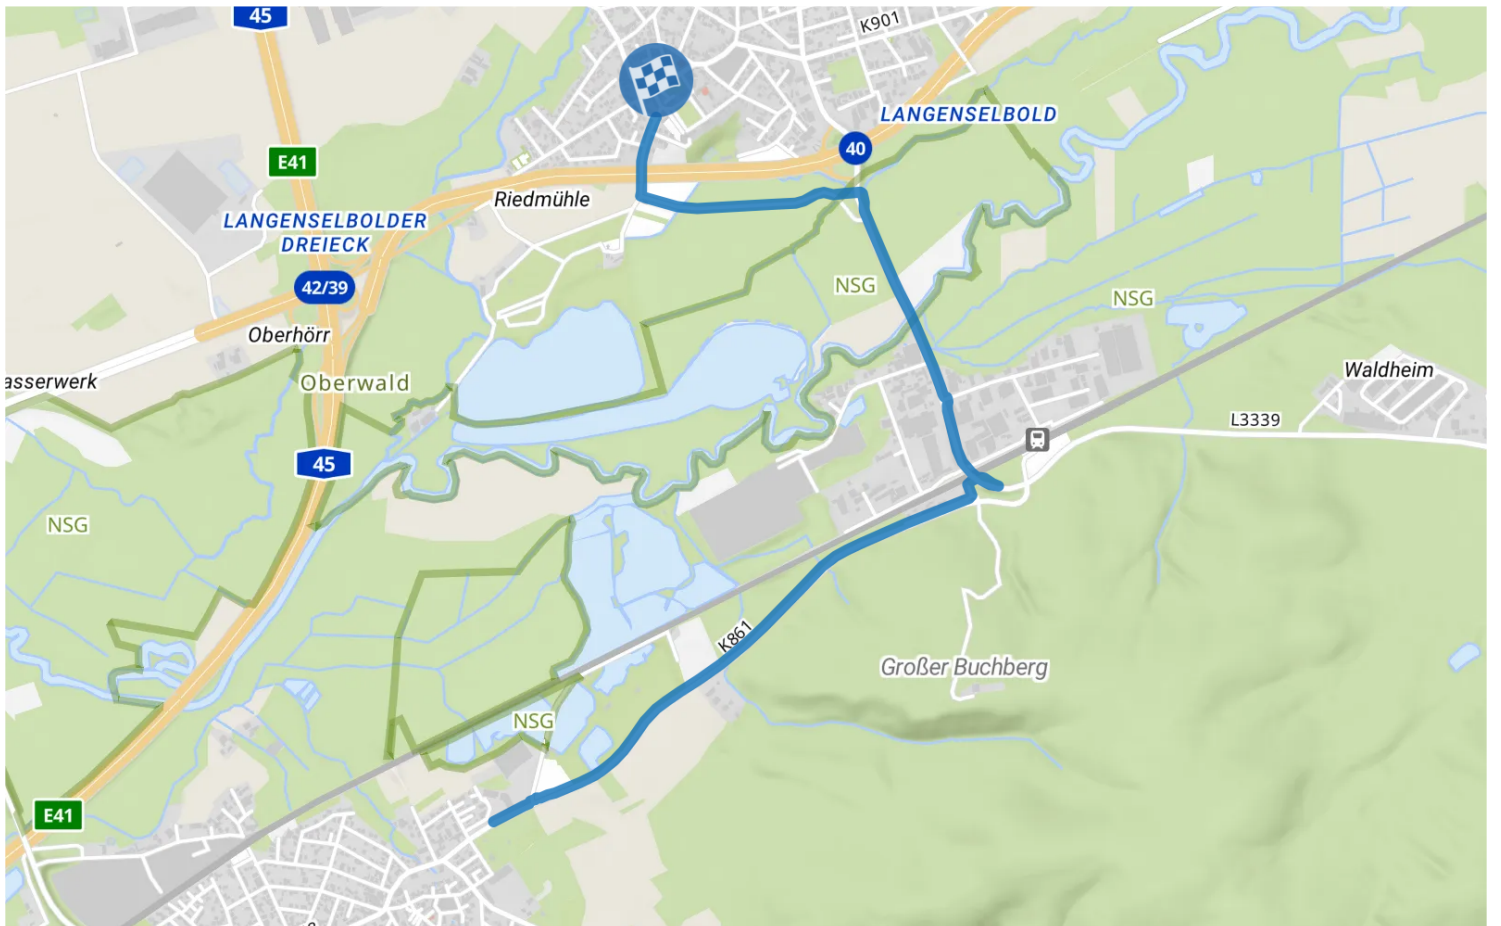 45
K901
LANGENSELBOLD
40
E41
Riedmühle
LANGENSELBOLDER
DREIECK
42/39
NSG
NSG
Oberhörr
asserwerk
Oberwald
Waldheim
L3339
45
NSG
K861
Großer Buchberg
NSG
E41